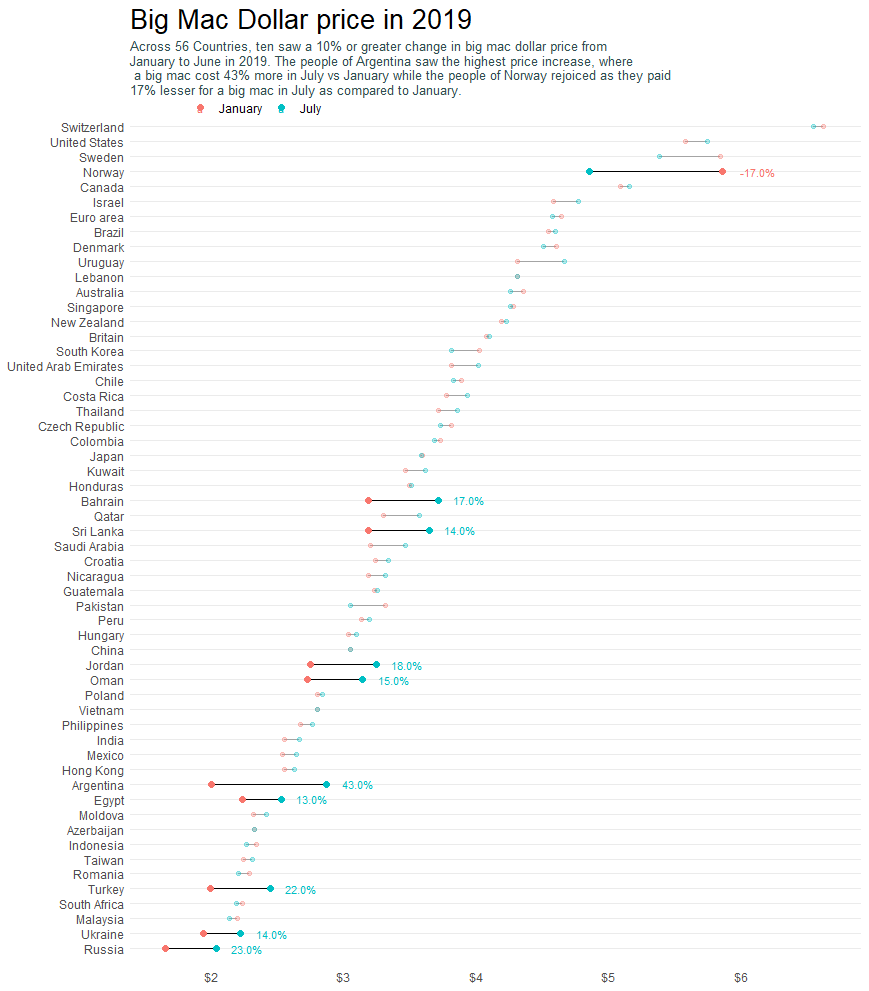 Big Mac Dollar price in 2019
Across 56 Countries, ten saw a 10% or greater change in big mac dollar price from
January to June in 2019. The people of Argentina saw the highest price increase, where
a big mac cost 43% more in July vs January while the people of Norway rejoiced as they paid
17% lesser for a big mac in July as compared to January.
January July
Switzerland
United States
Sweden
Norway -17.0%
Canada
Israel
Euro area
Brazil
Denmark
Uruguay
Lebanon
Australia
Singapore
New Zealand
Britain
South Korea
United Arab Emirates
Chile
Costa Rica
Thailand
Czech Republic
Colombia
Japan
Kuwait
Honduras
Bahrain 17.0%
Qatar
Sri Lanka 14.0%
Saudi Arabia
Croatia
Nicaragua
Guatemala
Pakistan
Peru
Hungary
China
Jordan 18.0%
Oman 15.0%
Poland
Vietnam
Philippines
India
Mexico
Hong Kong
Argentina 43.0%
Egypt 13.0%
Moldova
Azerbaijan
Indonesia
Taiwan
Romania
Turkey 22.0%
South Africa
Malaysia
Ukraine 14.0%
Russia 23.0%
$2 $3 $4 $5 $6